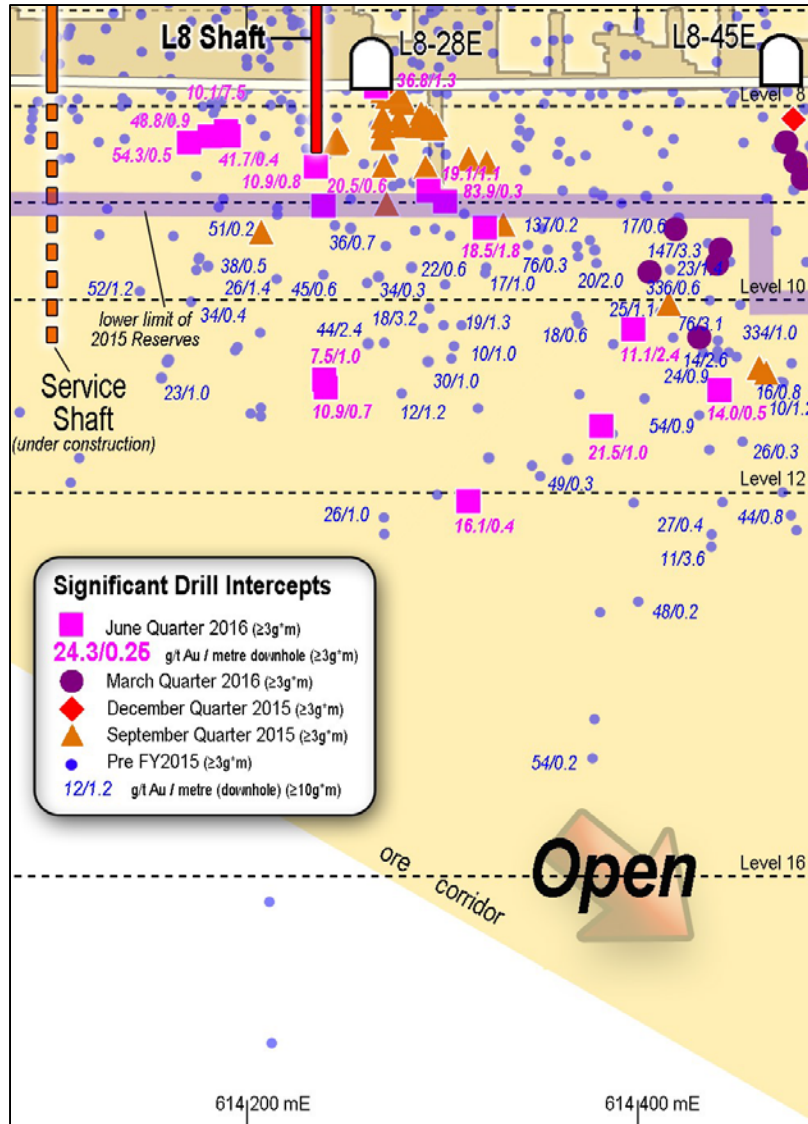 L8 Shaft
L8-28E
L8-45E
36.8/1.3
10.1/7.5
Level 8
48.8/0.9
54.3/0.5
41.7/0.4
10.9/0.8
20.5/0.6
19.1/1.1
83.9/0.3
51/0.2
36/0.7
18.5/1.8
137/0.2
17/0.6
147/3.3
38/0.5
22/0.6
76/0.3
23/1.4
52/1.2
26/1.4
45/0.6
34/0.3
17/1.0
20/2.0
336/0.6
Level 10
lower limit of
2015 Reserves
34/0.4
18/3.2
19/1.3
18/0.6
25/1.1
76/3.1
334/1.0
44/2.4
7.5/1.0
10/1.0
11.1/2.4
14/2.6
Service
Shaft
(under construction)
23/1.0
30/1.0
24/0.9
16/0.8
10.9/0.7
12/1.2
14.0/0.5
10/1.2
54/0.9
21.5/1.0
26/0.3
49/0.3
Level 12
26/1.0
16.1/0.4
27/0.4
44/0.8
11/3.6
48/0.2
Significant Drill Intercepts
June Quarter 2016 (≥3g*m)
24.3/0.25 g/t Au / metre downhole (≥3g*m)
March Quarter 2016 (≥3g*m)
December Quarter 2015 (≥3g*m)
September Quarter 2015 (≥3g*m)
Pre FY2015 (≥3g*m)
12/1.2 g/t Au / metre (downhole) (≥10g*m)
54/0.2
Open
Level 16
ore corridor
614 200 mE
614 400 mE